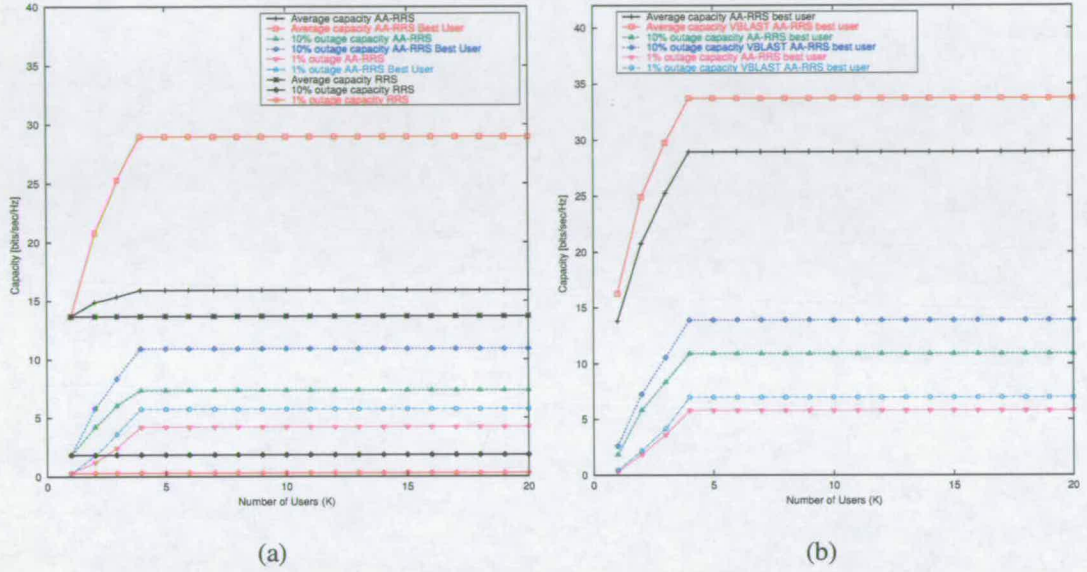 40
35
30
25
20
15
10
5
0
Capacity [bits/sec/Hz]
0
5
10
15
20
Number of Users (K)
Average capacity AA-RRS
Average capacity AA-RRS Best User
10% outage capacity AA-RRS
10% outage capacity AA-RRS Best User
1% outage AA-RRS
1% outage AA-RRS Best User
Average capacity RRS
10% outage capacity RRS
1% outage capacity RRS
(a)
40
35
30
25
20
15
10
5
0
Capacity [bits/sec/Hz]
0
5
10
15
20
Number of Users (K)
Average capacity AA-RRS best user
Average capacity VBLAST AA-RRS best user
10% outage capacity AA-RRS best user
10% outage capacity VBLAST AA-RRS best user
1% outage capacity AA-RRS best user
1% outage capacity VBLAST AA-RRS best user
(b)